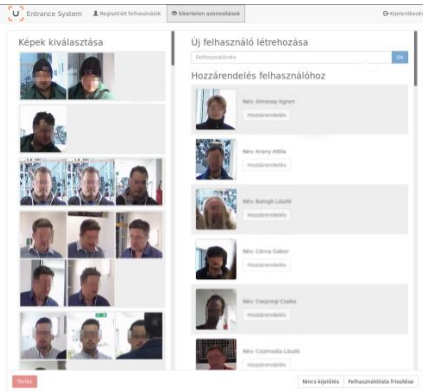 Entrance System
Regisztrált felhasználók
Sikertelen azonosítások
Kijelentkezés
Képek kiválasztása
Új felhasználó létrehozása
Felhasználónév
Ok
Hozzárendelés felhasználóhoz
Név: Almássy Ágnes
Hozzárendelés
Név: Arany Attila
Hozzárendelés
Név: Balogh László
Hozzárendelés
Név: Cérna Gábor
Hozzárendelés
Név: Csepregi Csaba
Hozzárendelés
Név: Csizmadia László
Hozzárendelés
Törlés
Nincs kijelölés
Felhasználólista frissítése